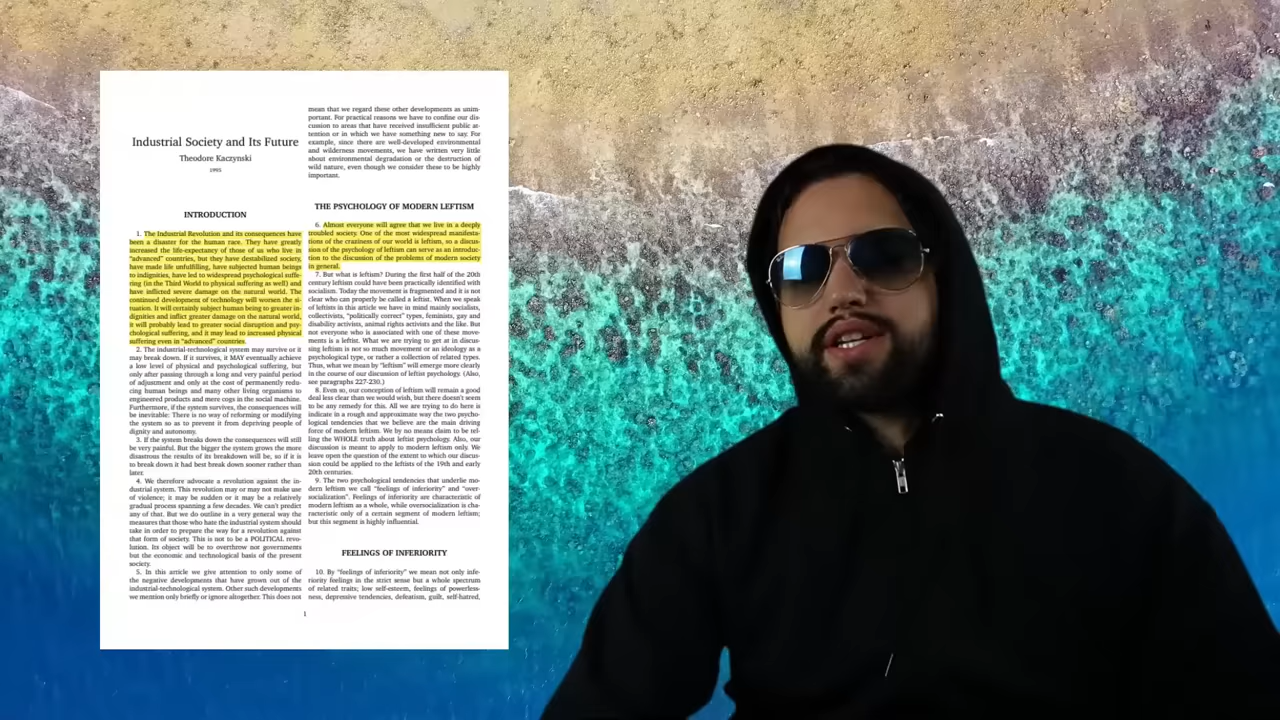 Industrial Society and Its Future
Theodore Kaczynski
1995
INTRODUCTION
1. The Industrial Revolution and its consequences have
been a disaster for the human race. They have greatly
increased the life-expectancy of those of us who live in
“advanced” countries, but they have destabilized society,
have made life unfulfilling, have subjected human beings
to indignities, have led to widespread psychological suffe-
ring (in the Third World to physical suffering as well) and
have inflicted severe damage on the natural world. The
continued development of technology will worsen the si-
tuation. It will certainly subject human being to greater in-
dignities and inflict greater damage on the natural world,
it will probably lead to greater social disruption and psy-
chological suffering, and it may lead to increased physical
suffering even in “advanced” countries.
2. The industrial-technological system may survive or it
may break down. If it survives, it MAY eventually achieve
a low level of physical and psychological suffering, but
only after passing through a long and very painful period
of adjustment and only at the cost of permanently redu-
cing human beings and many other living organisms to
engineered products and mere cogs in the social machine.
Furthermore, if the system survives, the consequences will
be inevitable: There is no way of reforming or modifying
the system so as to prevent it from depriving people of
dignity and autonomy.
3. If the system breaks down the consequences will still
be very painful. But the bigger the system grows the more
disastrous the results of its breakdown will be, so if it is
to break down it had best break down sooner rather than
later.
4. We therefore advocate a revolution against the in-
dustrial system. This revolution may or may not make use
of violence; it may be sudden or it may be a relatively
gradual process spanning a few decades. We can’t predict
any of that. But we do outline in a very general way the
measures that those who hate the industrial system should
take in order to prepare the way for a revolution against
that form of society. This is not to be a POLITICAL revo-
lution. Its object will be to overthrow not governments
but the economic and technological basis of the present
society.
5. In this article we give attention to only some of
the negative developments that have grown out of the
industrial-technological system. Other such developments
we mention only briefly or ignore altogether. This does not
mean that we regard these other developments as unim-
portant. For practical reasons we have to confine our dis-
cussion to areas that have received insufficient public at-
tention or in which we have something new to say. For
example, since there are well-developed environmental
and wilderness movements, we have written very little
about environmental degradation or the destruction of
wild nature, even though we consider these to be highly
important.
THE PSYCHOLOGY OF MODERN LEFTISM
6. Almost everyone will agree that we live in a deeply
troubled society. One of the most widespread manifesta-
tions of the craziness of our world is leftism, so a discus-
sion of the psychology of leftism can serve as an introduc-
tion to the discussion of the problems of modern society
in general.
7. But what is leftism? During the first half of the 20th
century leftism could have been practically identified with
socialism. Today the movement is fragmented and it is not
clear who can properly be called a leftist. When we speak
of leftists in this article we have in mind mainly socialists,
collectivists, “politically correct” types, feminists, gay and
disability activists, animal rights activists and the like. But
not everyone who is associated with one of these move-
ments is a leftist. What we are trying to get at in discus-
sing leftism is not so much movement or an ideology as a
psychological type, or rather a collection of related types.
Thus, what we mean by “leftism” will emerge more clearly
in the course of our discussion of leftist psychology. (Also,
see paragraphs 227-230.)
8. Even so, our conception of leftism will remain a good
deal less clear than we would wish, but there doesn’t seem
to be any remedy for this. All we are trying to do here is
indicate in a rough and approximate way the two psycho-
logical tendencies that we believe are the main driving
force of modern leftism. We by no means claim to be tel-
ling the WHOLE truth about leftist psychology. Also, our
discussion is meant to apply to modern leftism only. We
leave open the question of the extent to which our discus-
sion could be applied to the leftists of the 19th and early
20th centuries.
9. The two psychological tendencies that underlie mo-
dern leftism we call “feelings of inferiority” and “over-
socialization”. Feelings of inferiority are characteristic of
modern leftism as a whole, while oversocialization is cha-
racteristic only of a certain segment of modern leftism;
but this segment is highly influential.
FEELINGS OF INFERIORITY
10. By “feelings of inferiority” we mean not only infe-
riority feelings in the strict sense but a whole spectrum
of related traits; low self-esteem, feelings of powerless-
ness, depressive tendencies, defeatism, guilt, self-hatred,
1